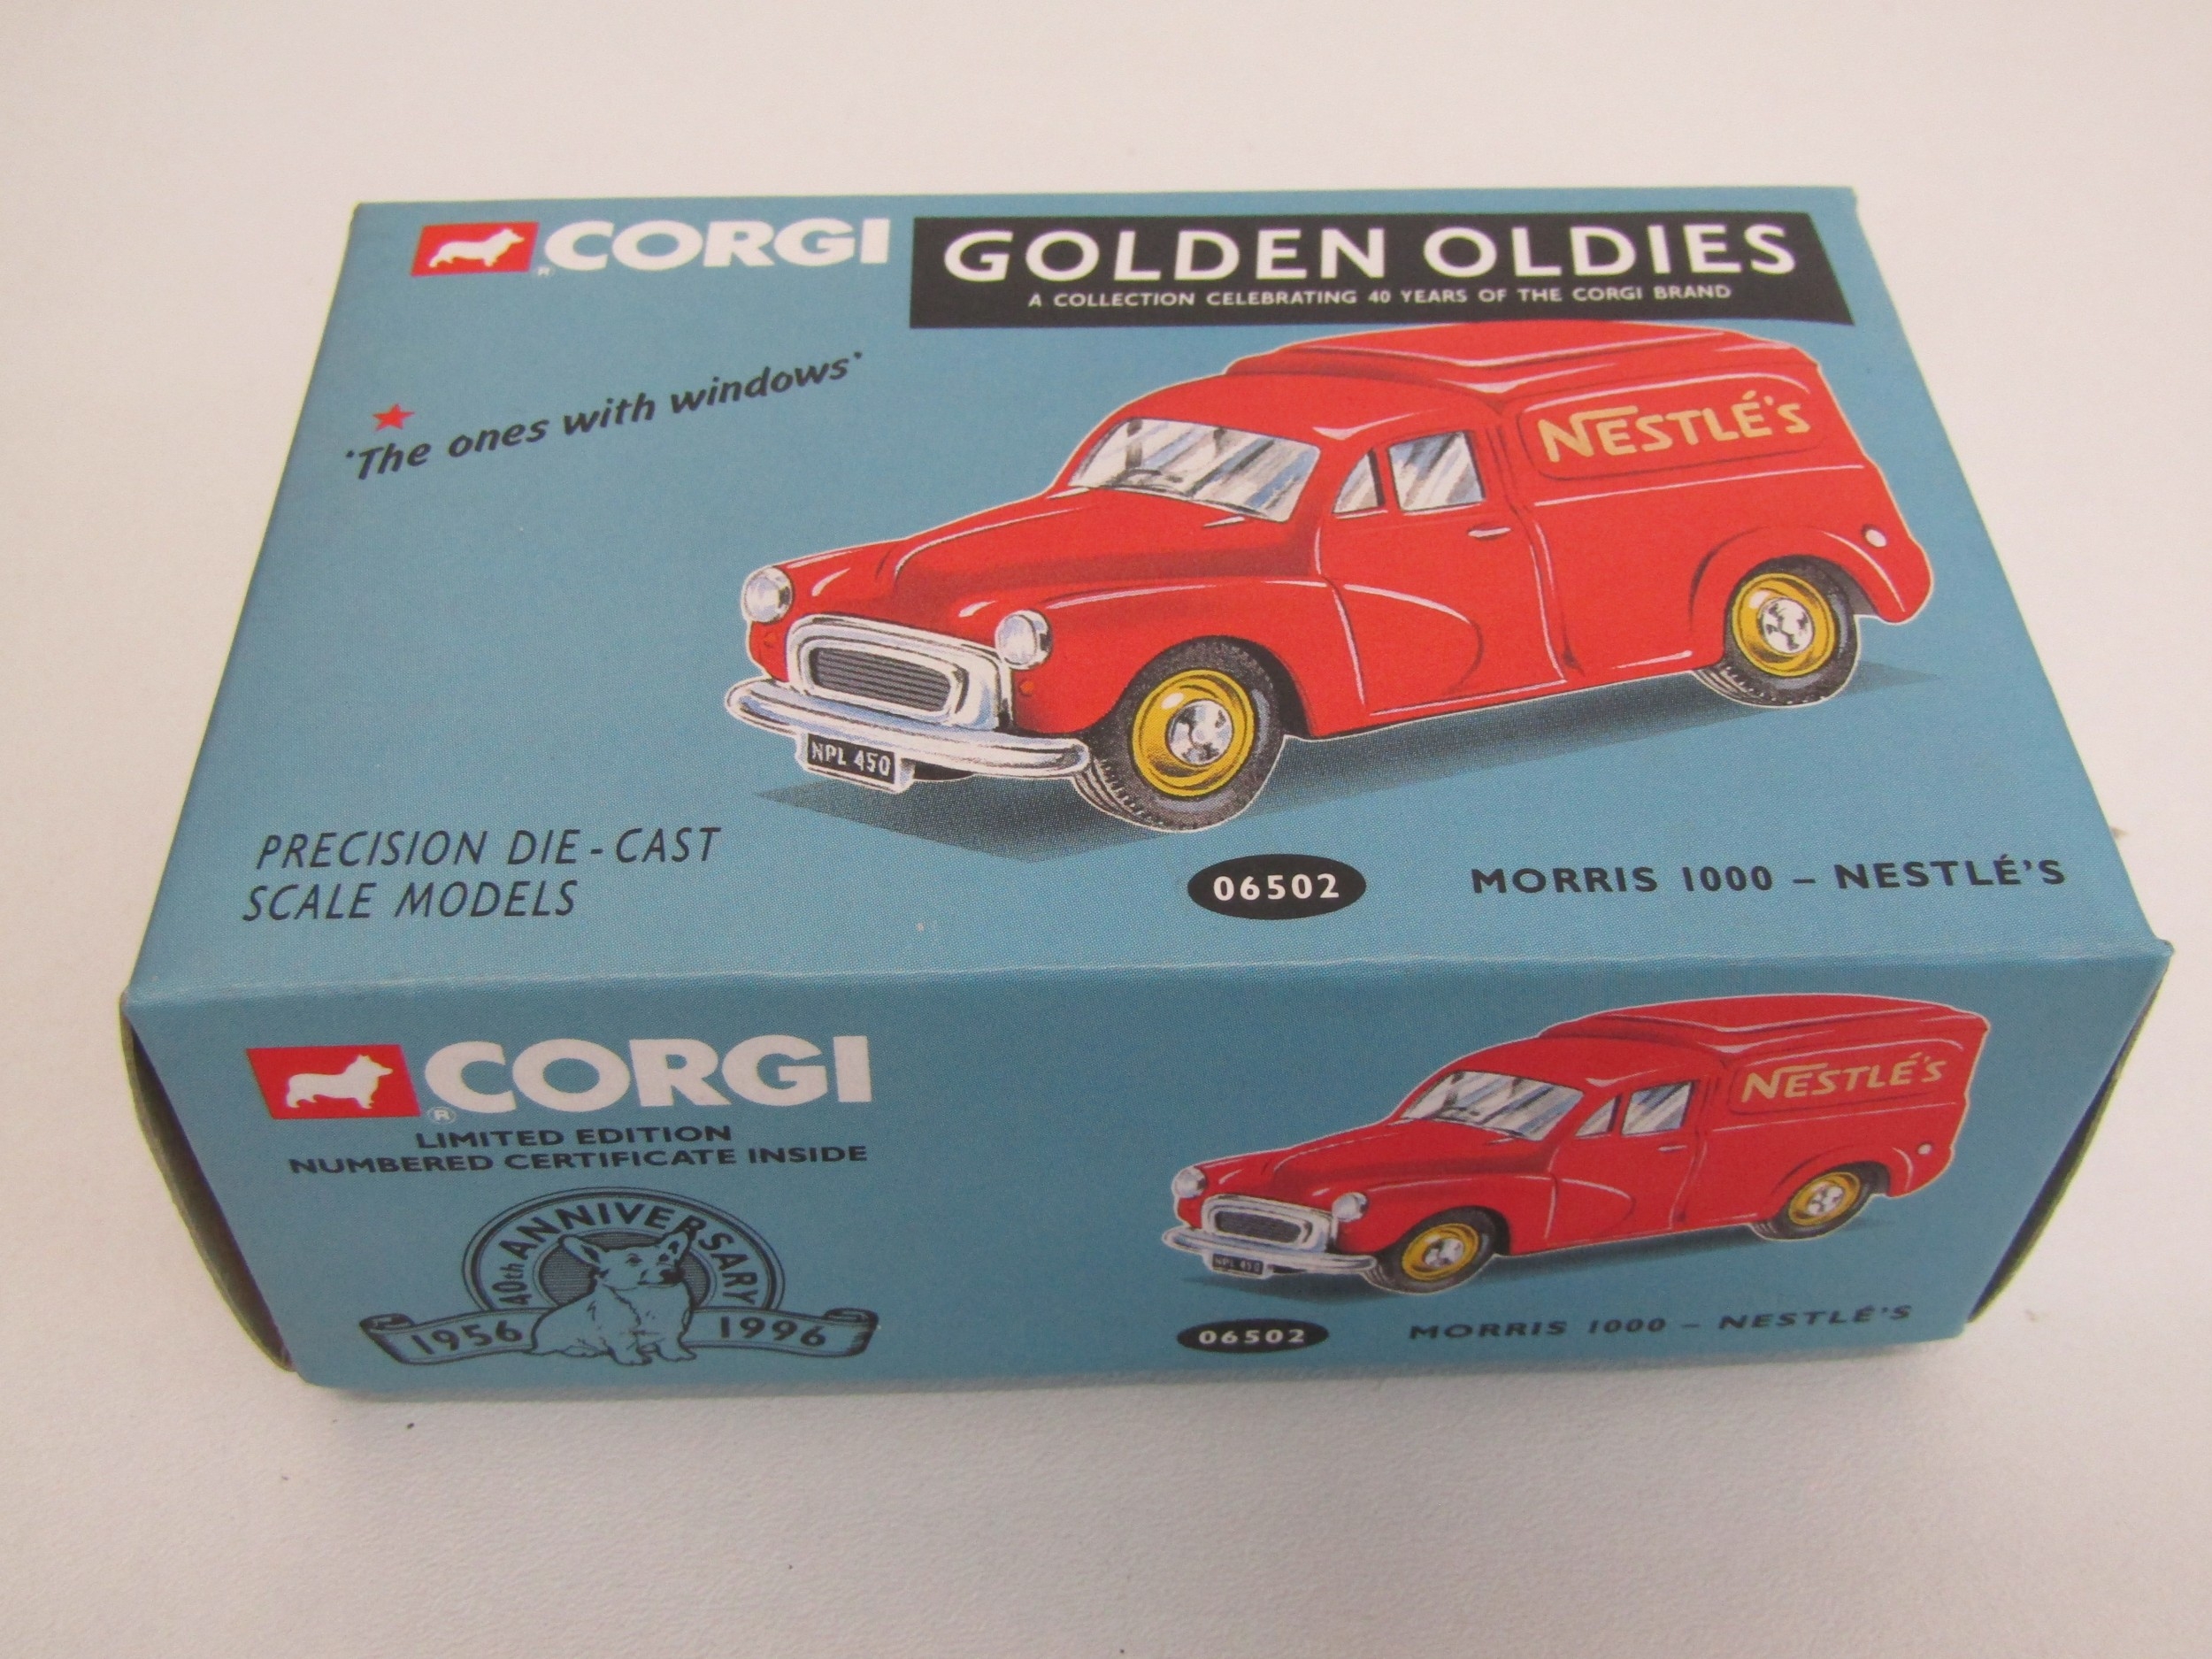 CORGI
GOLDEN OLDIES
A COLLECTION CELEBRATING 40 YEARS OF THE CORGI BRAND
'The ones with windows'
NESTLÉ'S
NPL 450
PRECISION DIE-CAST
SCALE MODELS
06502 MORRIS 1000 – NESTLÉ'S
CORGI
LIMITED EDITION
NUMBERED CERTIFICATE INSIDE
40th ANNIVERSARY
1956 1996
NESTLÉ'S
NPL 450
06502 MORRIS 1000 – NESTLÉ'S